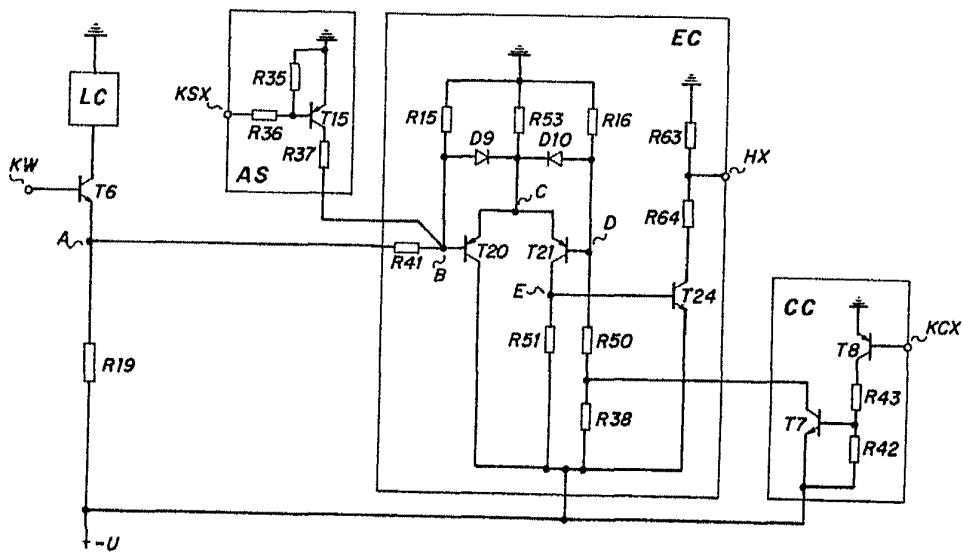 EC
LC
KSX
R35
R36
T15
R37
AS
R15
R53
R16
D9
D10
R63
HX
R64
KW
T6
A
R41
B
C
D
T20
T21
E
T24
R51
R50
R38
R19
CC
T8
KCX
R43
T7
R42
-U